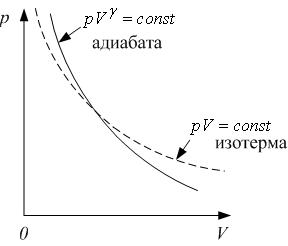 pV^γ = const
адиабата
p
pV = const
изотерма
0
V